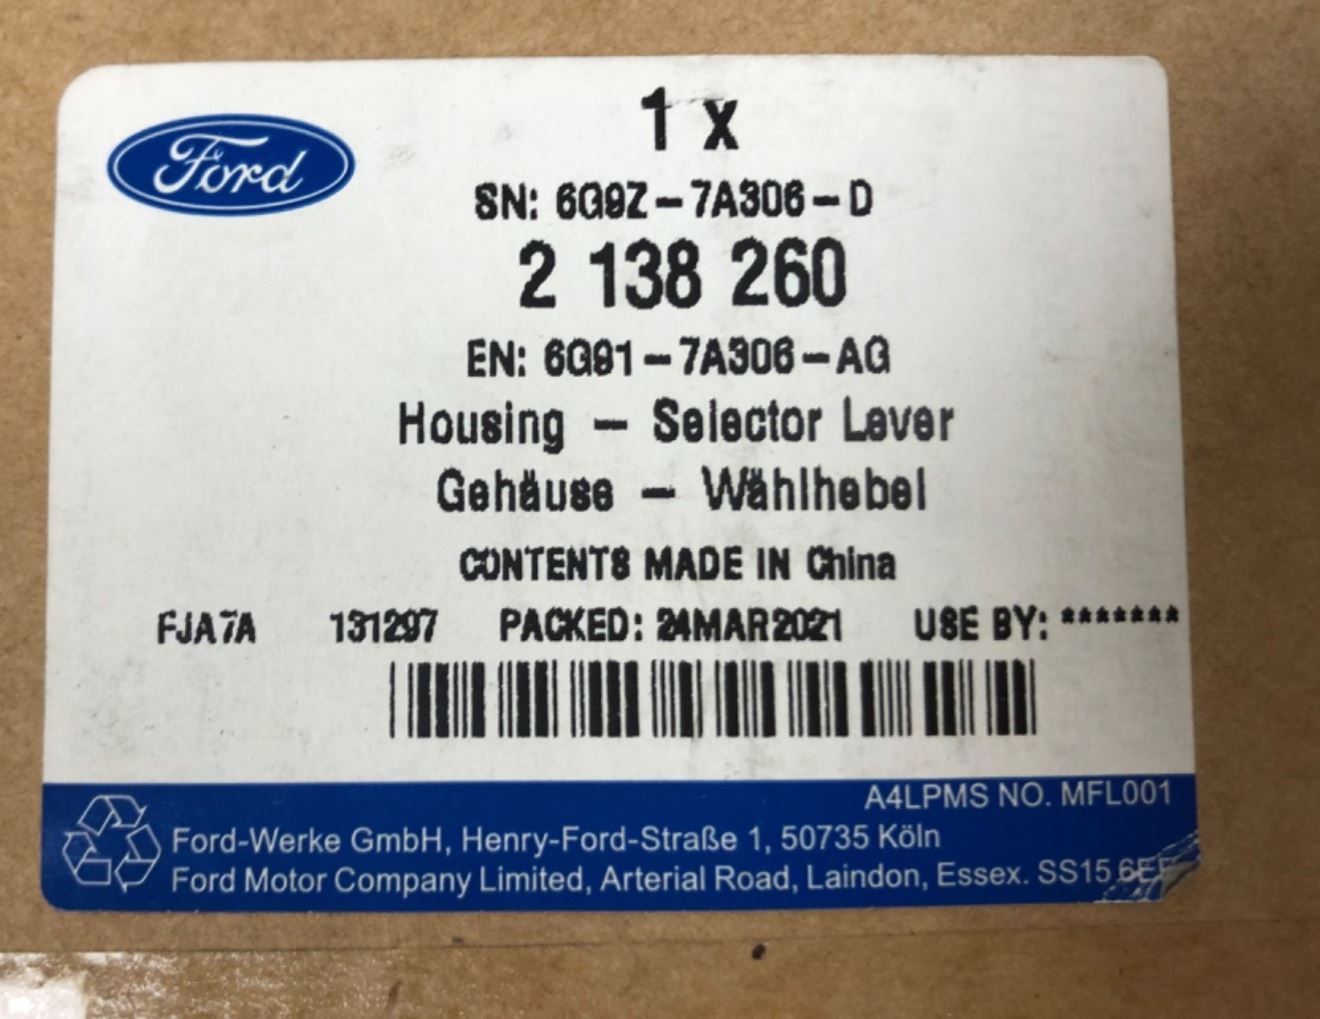 Ford
1 x
SN: 6G9Z-7A306-D
2 138 260
EN: 6G91-7A306-AG
Housing - Selector Lever
Gehäuse - Wählhebel
CONTENTS MADE IN China
FJA7A 131297 PACKED: 24MAR2021 USE BY: *******
A4LPMS NO. MFL001
Ford-Werke GmbH, Henry-Ford-Straße 1, 50735 Köln
Ford Motor Company Limited, Arterial Road, Laindon, Essex. SS15